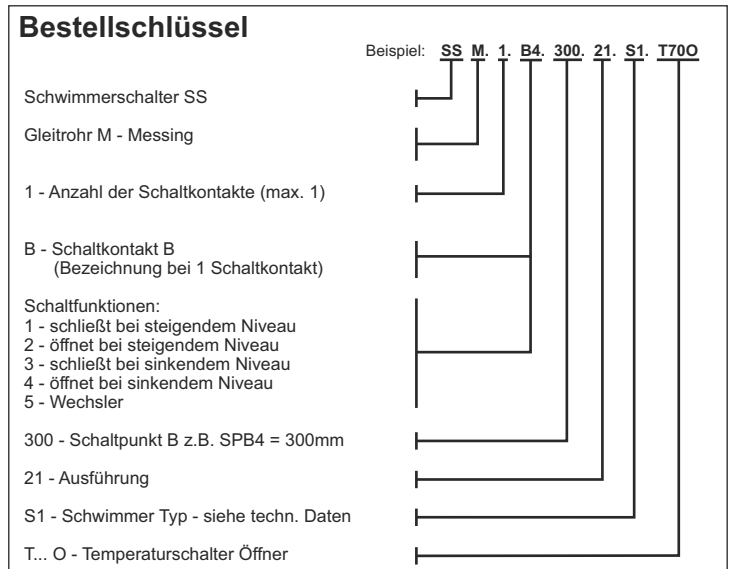 Bestellschlüssel
Beispiel: SS M. 1. B4. 300. 21. S1. T70O
Schwimmerschalter SS
Gleitrohr M - Messing
1 - Anzahl der Schaltkontakte (max. 1)
B - Schaltkontakt B
(Bezeichnung bei 1 Schaltkontakt)
Schaltfunktionen:
1 - schließt bei steigendem Niveau
2 - öffnet bei steigendem Niveau
3 - schließt bei sinkendem Niveau
4 - öffnet bei sinkendem Niveau
5 - Wechsler
300 - Schaltpunkt B z.B. SPB4 = 300mm
21 - Ausführung
S1 - Schwimmer Typ - siehe techn. Daten
T... O - Temperaturschalter Öffner